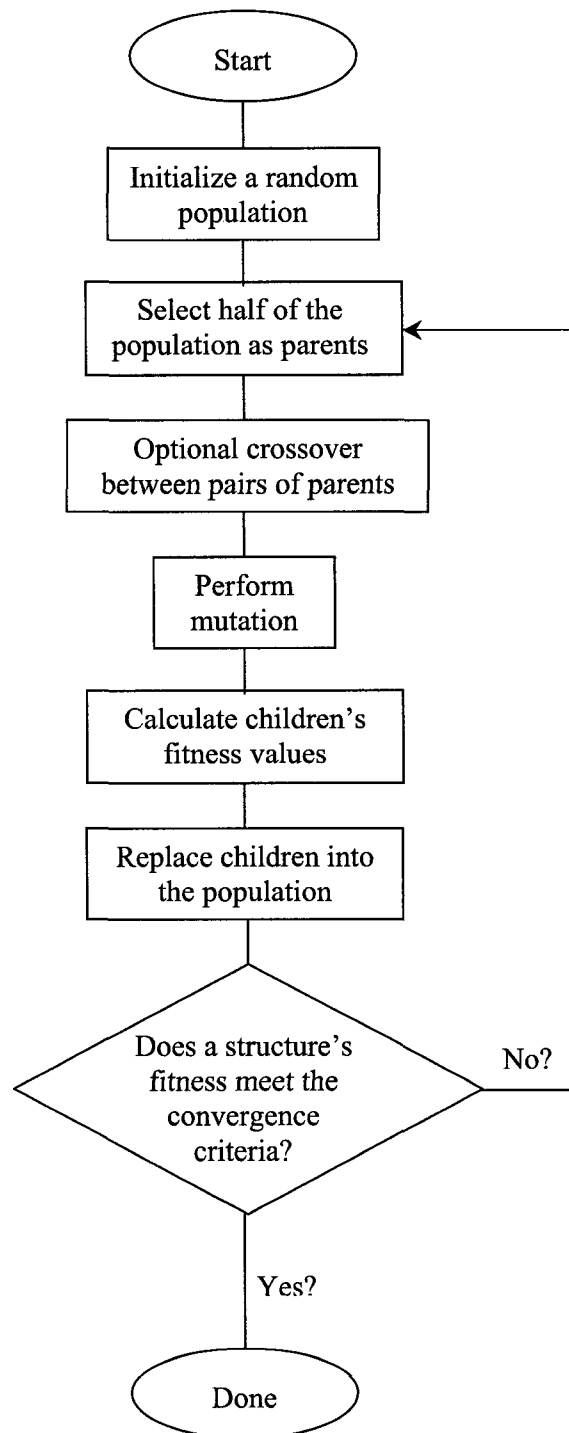 Start
Initialize a random
population
Select half of the
population as parents
Optional crossover
between pairs of parents
Perform
mutation
Calculate children's
fitness values
Replace children into
the population
Does a structure's
fitness meet the
convergence
criteria?
No?
Yes?
Done